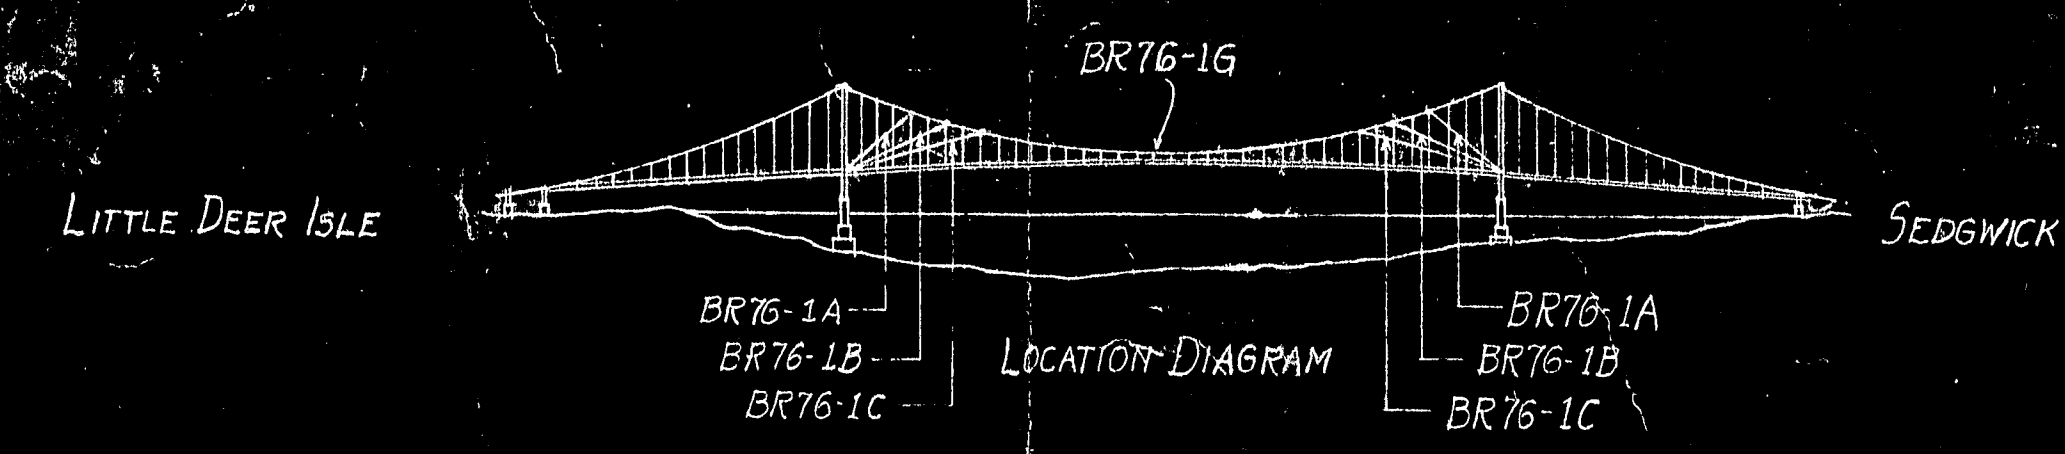 BR76-1G
LITTLE DEER ISLE
SEDGWICK
BR76-1A
BR76-1A
BR76-1B
LOCATION DIAGRAM
BR76-1B
BR76-1C
BR76-1C